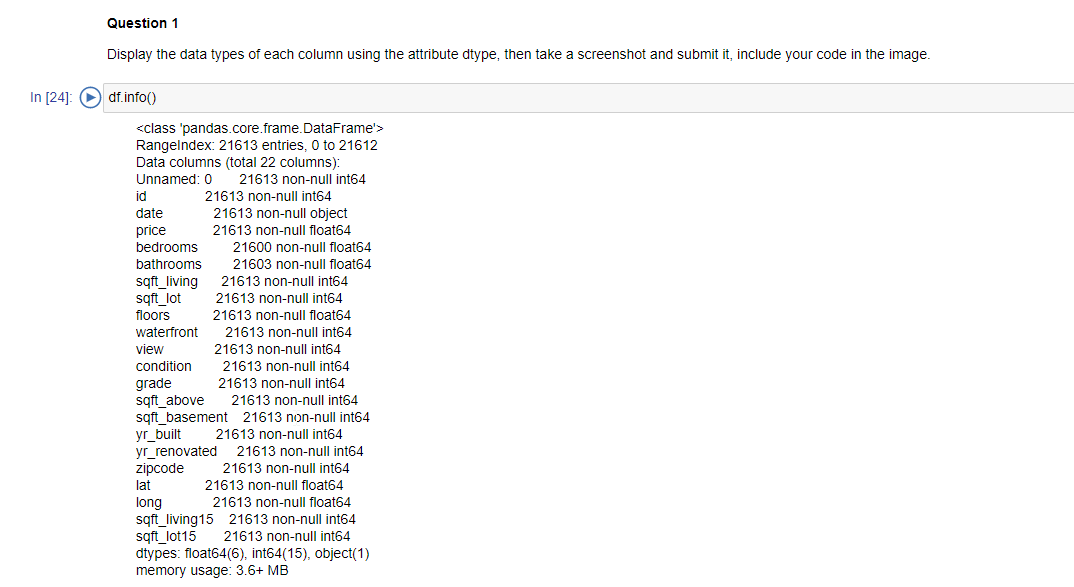 Question 1
Display the data types of each column using the attribute dtype, then take a screenshot and submit it, include your code in the image.
In [24]: df.info()
<class 'pandas.core.frame.DataFrame'>
RangeIndex: 21613 entries, 0 to 21612
Data columns (total 22 columns):
Unnamed: 0 21613 non-null int64
id 21613 non-null int64
date 21613 non-null object
price 21613 non-null float64
bedrooms 21600 non-null float64
bathrooms 21603 non-null float64
sqft_living 21613 non-null int64
sqft_lot 21613 non-null int64
floors 21613 non-null float64
waterfront 21613 non-null int64
view 21613 non-null int64
condition 21613 non-null int64
grade 21613 non-null int64
sqft_above 21613 non-null int64
sqft_basement 21613 non-null int64
yr_built 21613 non-null int64
yr_renovated 21613 non-null int64
zipcode 21613 non-null int64
lat 21613 non-null float64
long 21613 non-null float64
sqft_living15 21613 non-null int64
sqft_lot15 21613 non-null int64
dtypes: float64(6), int64(15), object(1)
memory usage: 3.6+ MB